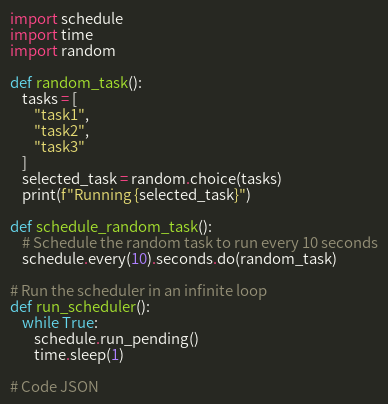 import schedule
import time
import random

def random_task():
    tasks = [
        "task1",
        "task2",
        "task3"
    ]
    selected_task = random.choice(tasks)
    print(f"Running {selected_task}")

def schedule_random_task():
    # Schedule the random task to run every 10 seconds
    schedule.every(10).seconds.do(random_task)

# Run the scheduler in an infinite loop
def run_scheduler():
    while True:
        schedule.run_pending()
        time.sleep(1)

# Code JSON